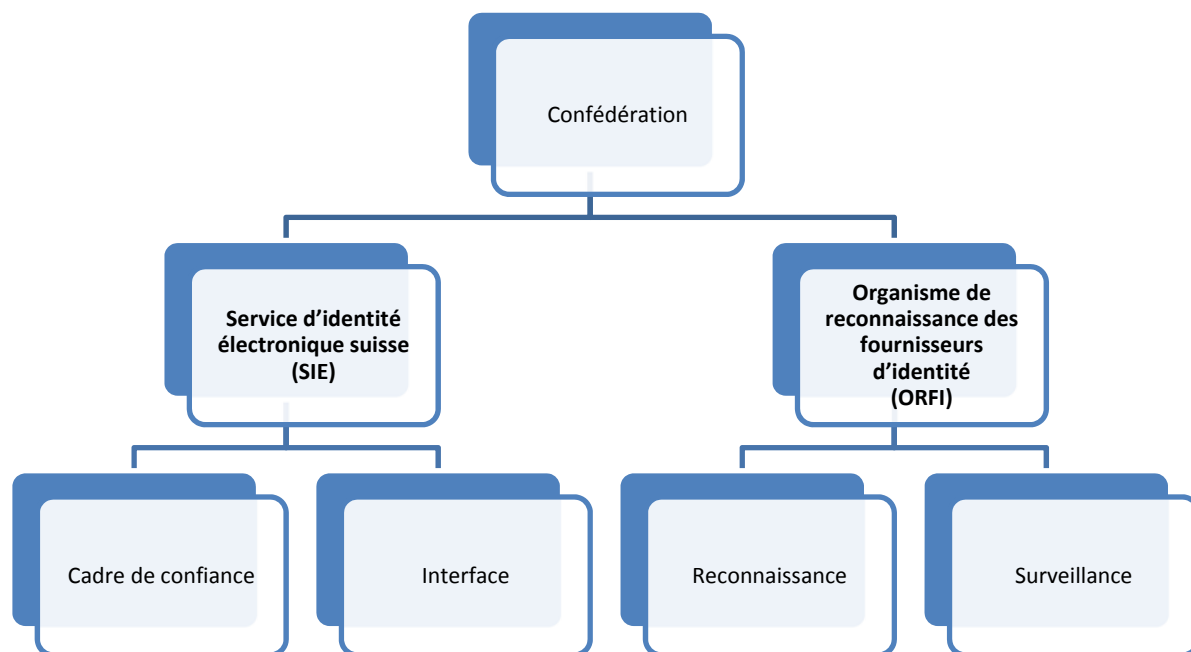 Confédération
Service d’identité
électronique suisse
(SIE)
Organisme de
reconnaissance des
fournisseurs
d’identité
(ORFI)
Cadre de confiance
Interface
Reconnaissance
Surveillance